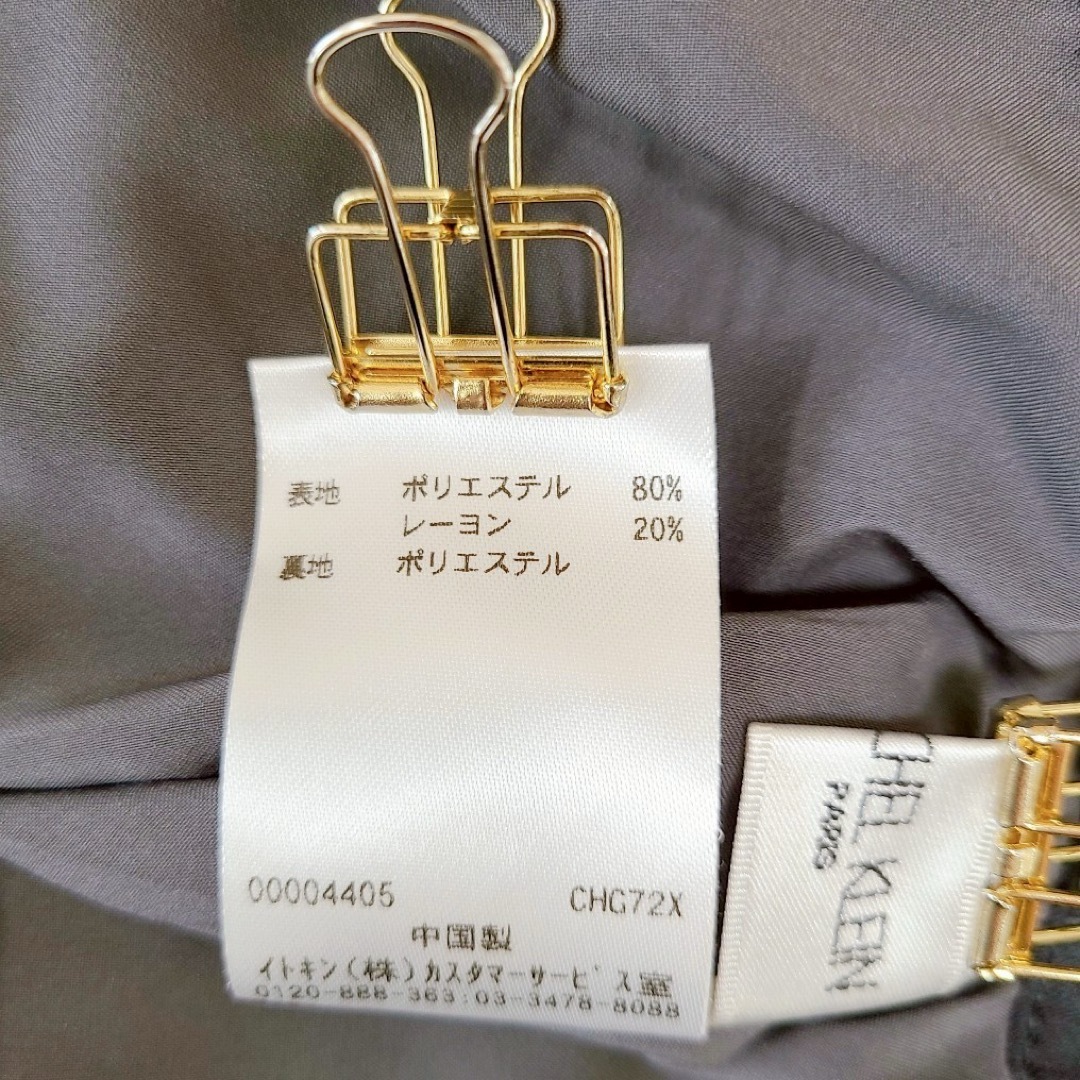 表地 ポリエステル 80%
レーヨン 20%
裏地 ポリエステル
00004405 CHG72X
中国製
イトキン(株)カスタマーサービス室
0120-888-363:03-3478-8088
CHEL KLEIN
PARIS